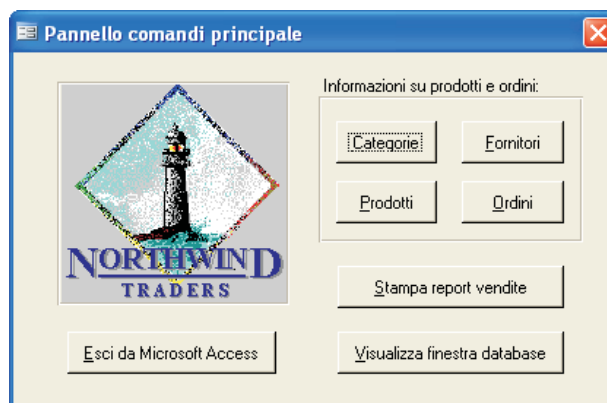 Pannello comandi principale
Informazioni su prodotti e ordini:
Categorie
Fornitori
Prodotti
Ordini
NORTHWIND
TRADERS
Stampa report vendite
Esci da Microsoft Access
Visualizza finestra database